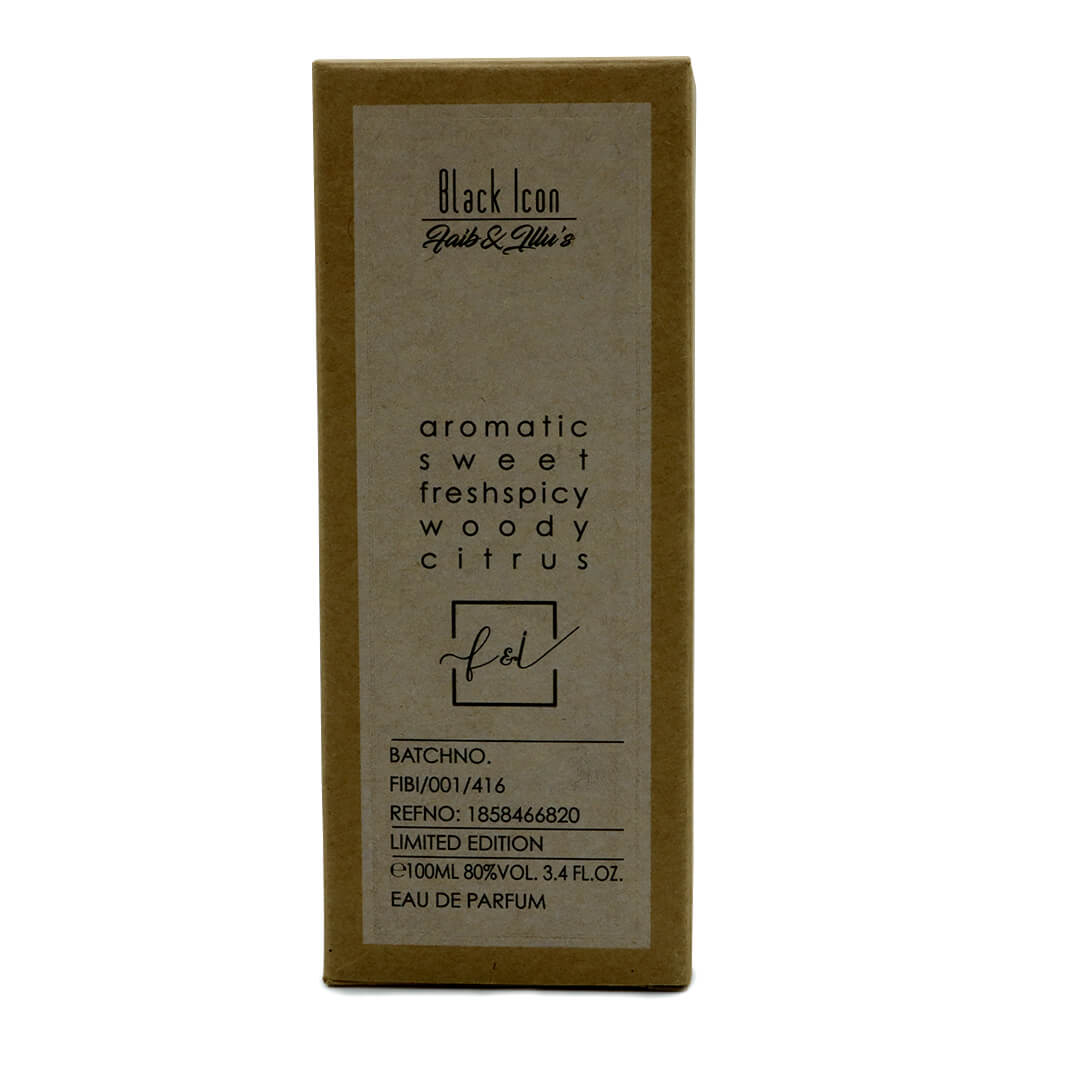 Black Icon
Faib & Illu's
aromatic
sweet
freshspicy
woody
citrus
f&i
BATCHNO.
FIBI/001/416
REFNO: 1858466820
LIMITED EDITION
℮100ML 80%VOL. 3.4 FL.OZ.
EAU DE PARFUM